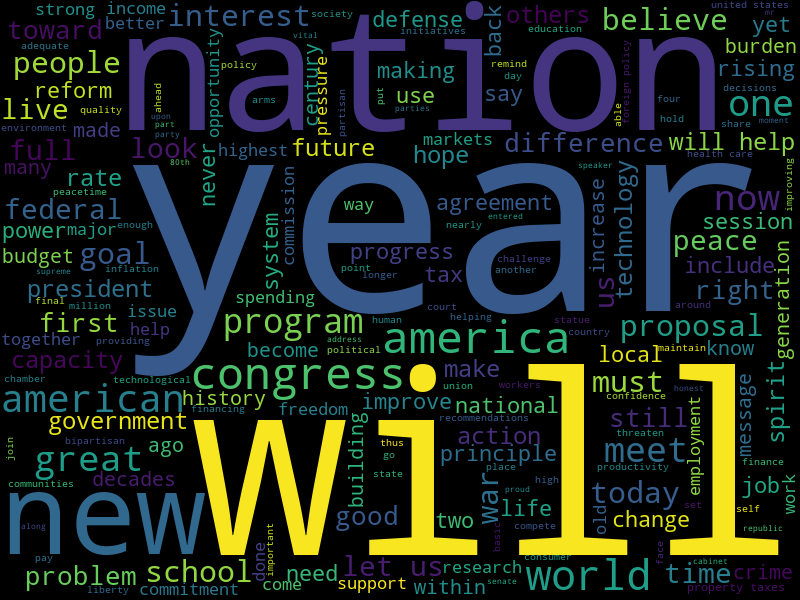 strong income society interest defense back others united states
toward better vital initiatives education mr believe yet
people nation making pressure foreign policy burden
reform ahead policy opportunity century remind day rising
live quality arms partisan put use say able four decisions one
environment upon part party parties hold share moment
made markets difference will help
full look highest future hope health care
many 80th never commission speaker improving
rate year technology now
peacetime way agreement increase
federal entered session
power major enough system nearly us peace
budget goal progress challenge include
supreme inflation point longer tax another right generation
president
final million issue spending court helping statue around
first help program human country proposal
together providing america
capacity become address political local maintain know
chamber technological congress make must spirit
american history financing freedom improve union workers confidence honest
government national recommendations still message
join bipartisan ago building thus action threaten employment
great go principle meet productivity finance
communities decades state place high job work
new will war life today set self
along good two proud compete old change republic
important basic
pay done consumer face cabinet
problem school need let us research world time crime
liberty commitment come support within senate property taxes